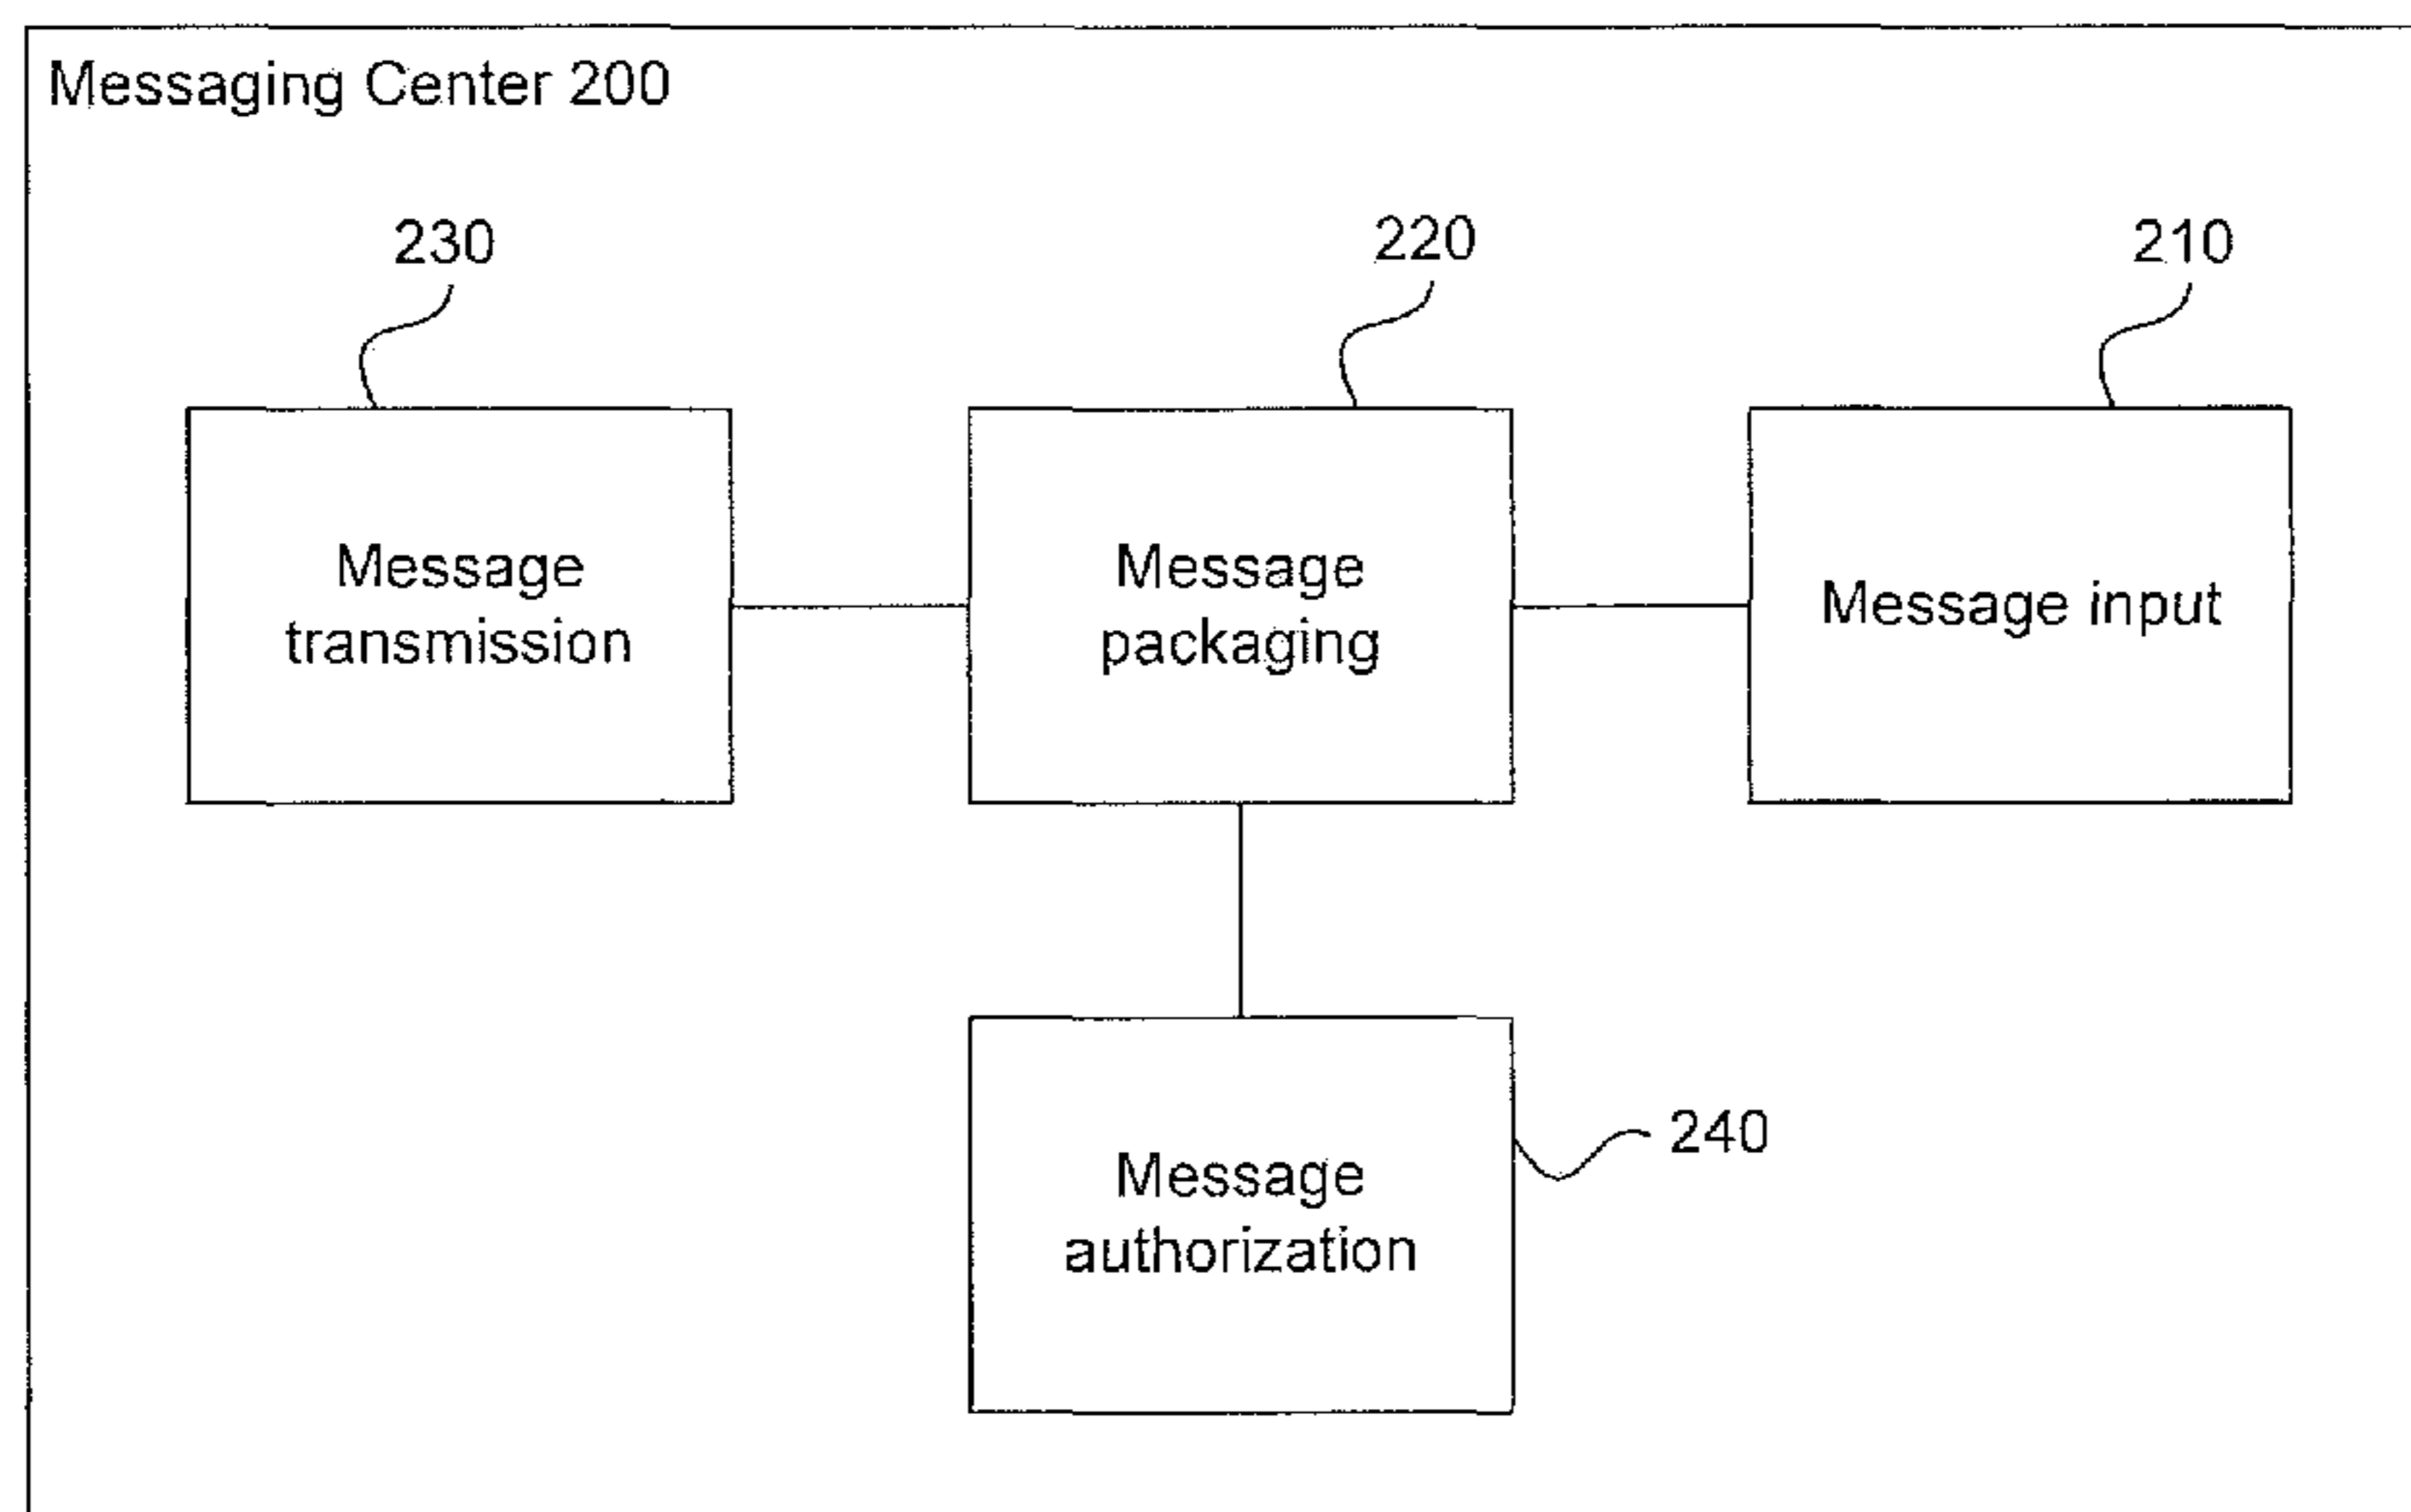 Messaging Center 200
230
220
210
Message
transmission
Message
packaging
Message input
Message
authorization
240